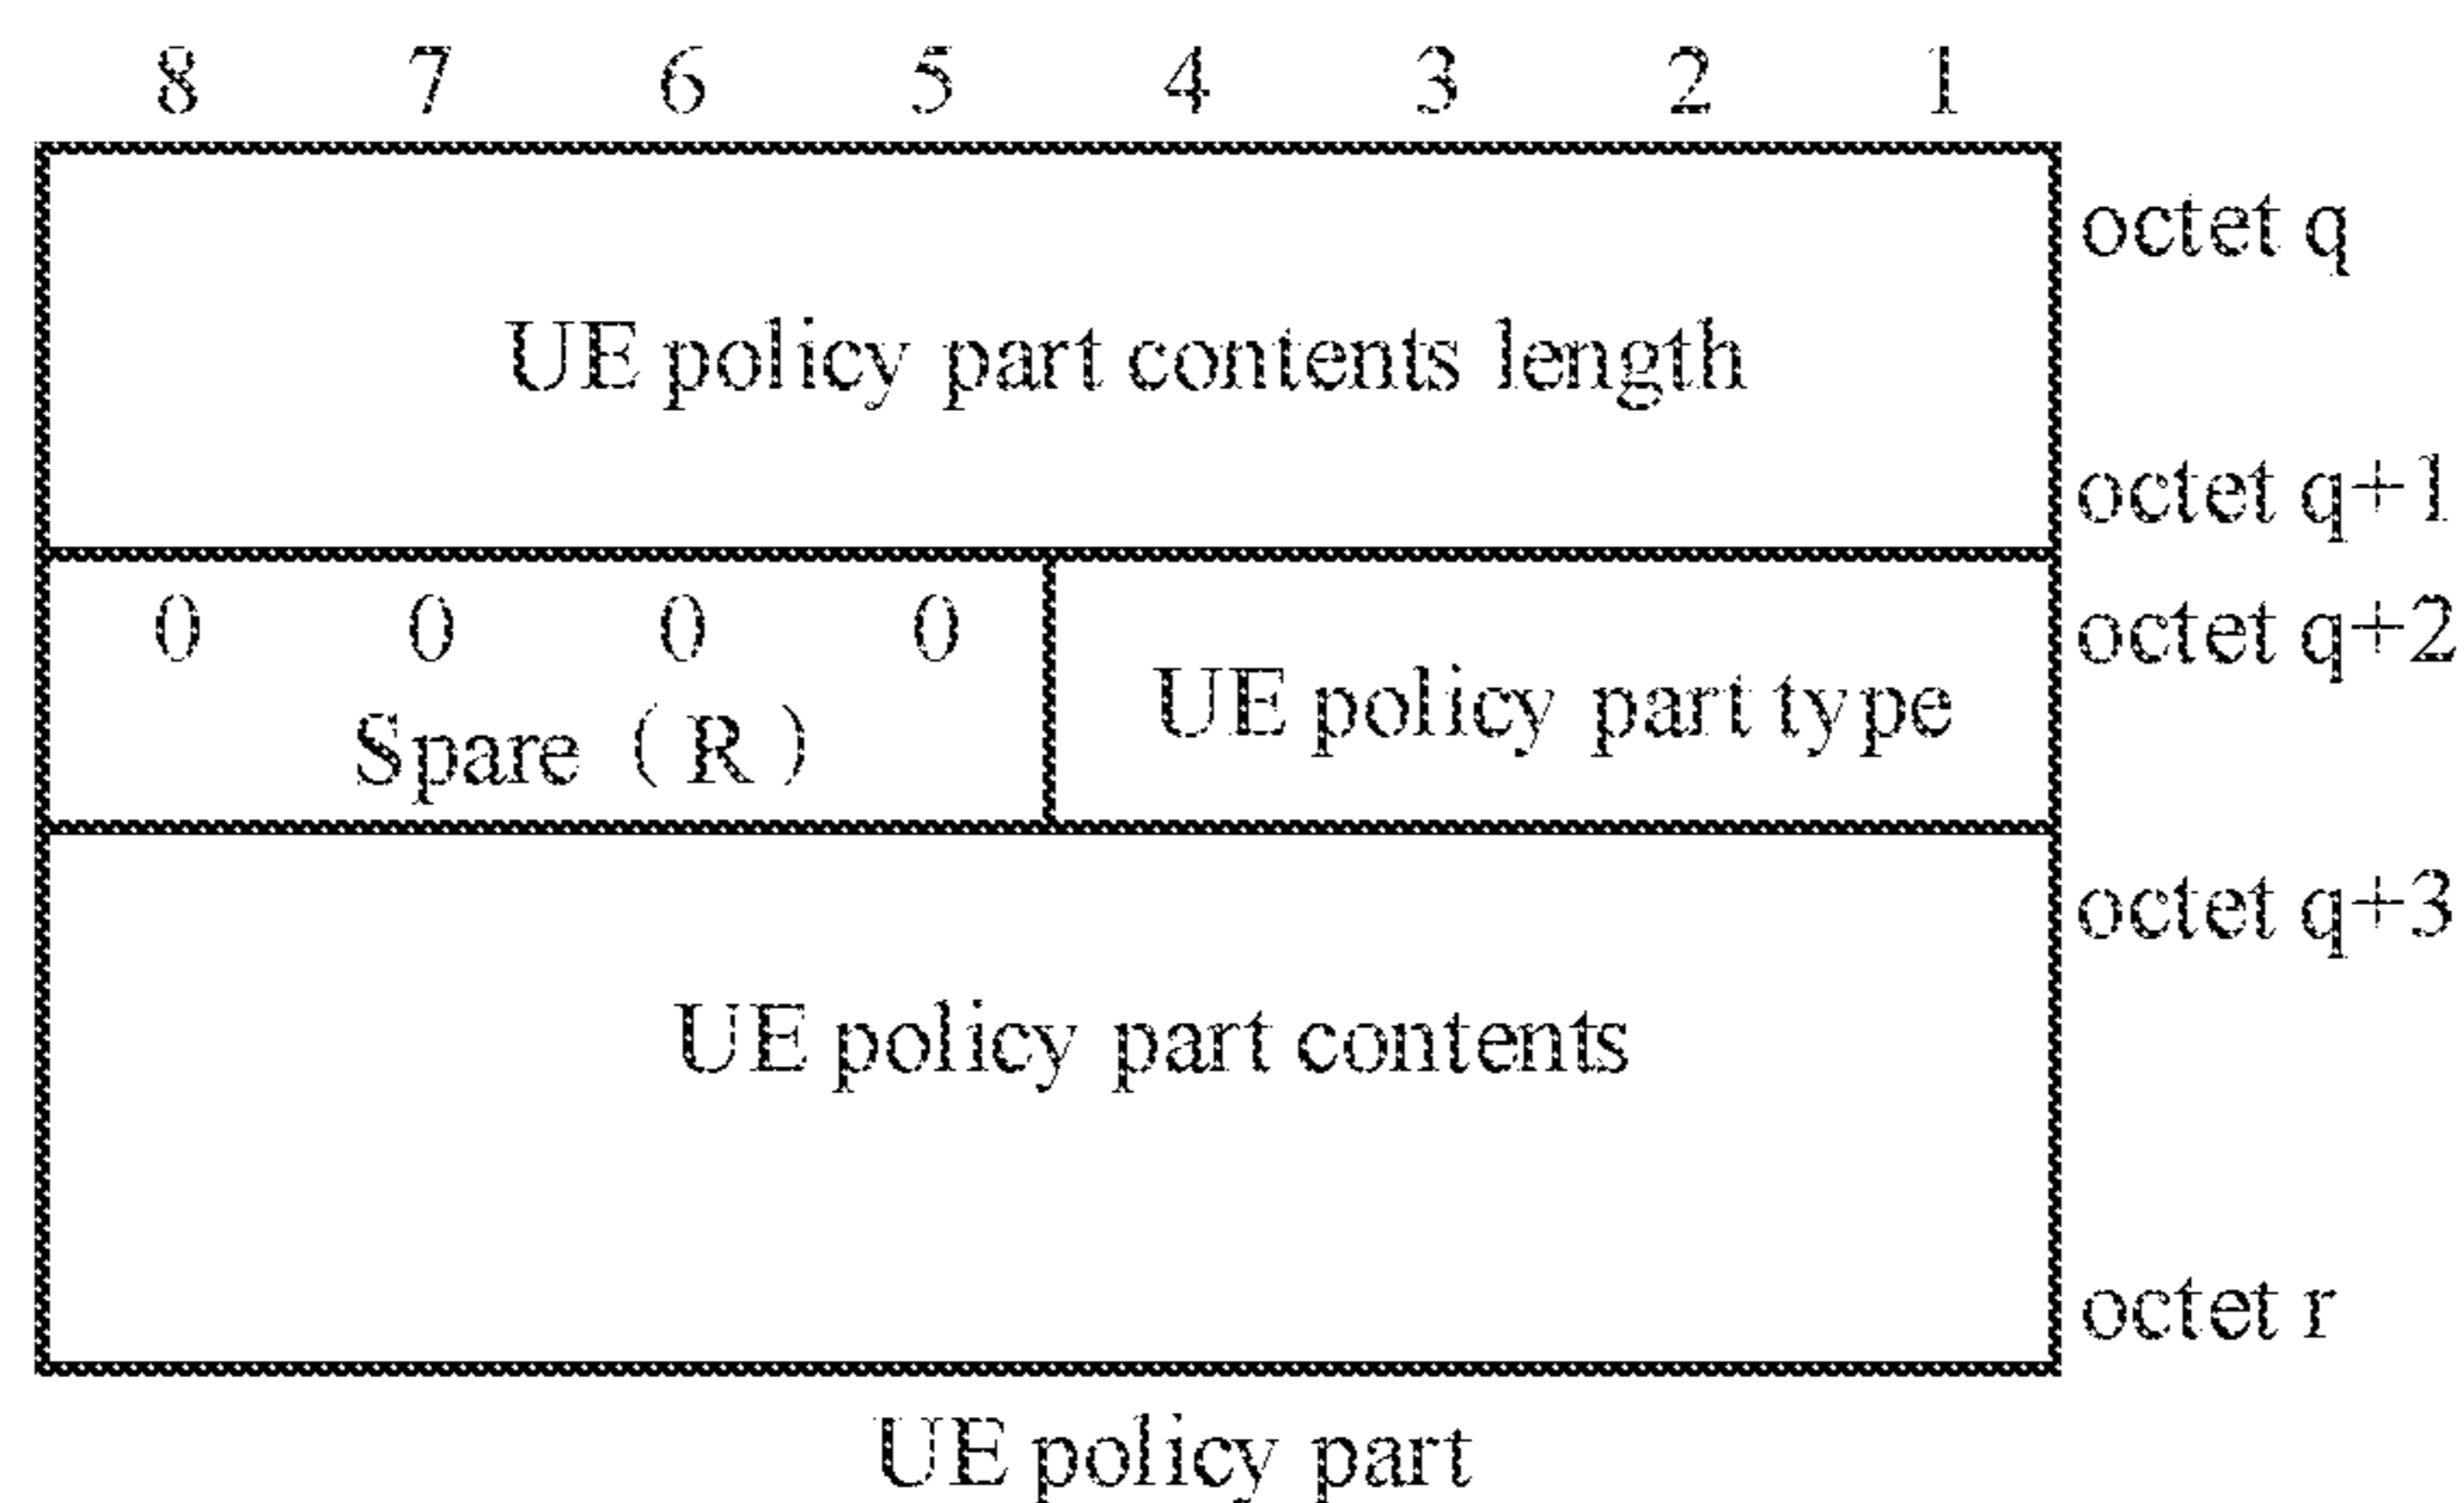 8 7 6 5 4 3 2 1
octet q
UE policy part contents length
octet q+1
0 0 0 0 octet q+2
UE policy part type
Spare (R)
octet q+3
UE policy part contents
octet r
UE policy part